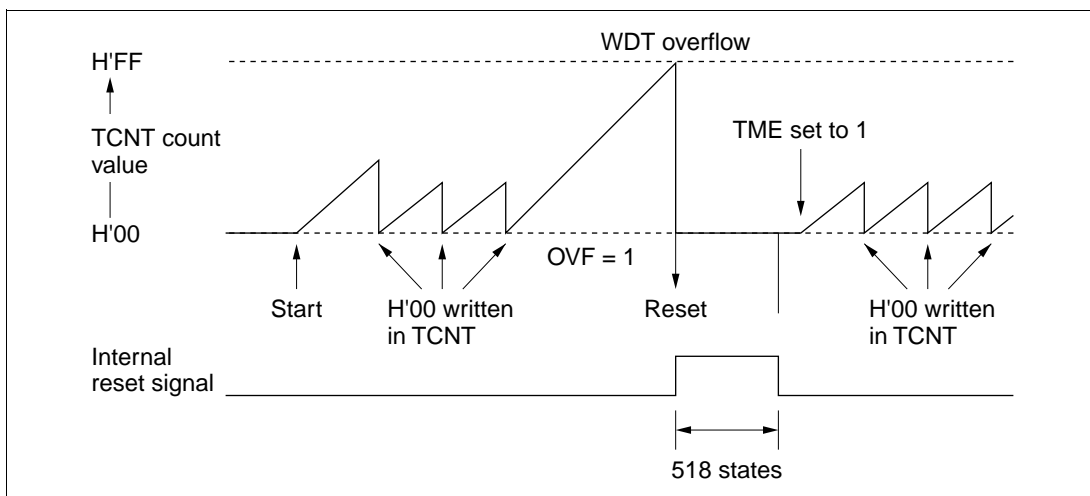 WDT overflow
H'FF
TCNT count
value
TME set to 1
H'00
OVF = 1
Start
H'00 written
in TCNT
Reset
H'00 written
in TCNT
Internal
reset signal
518 states